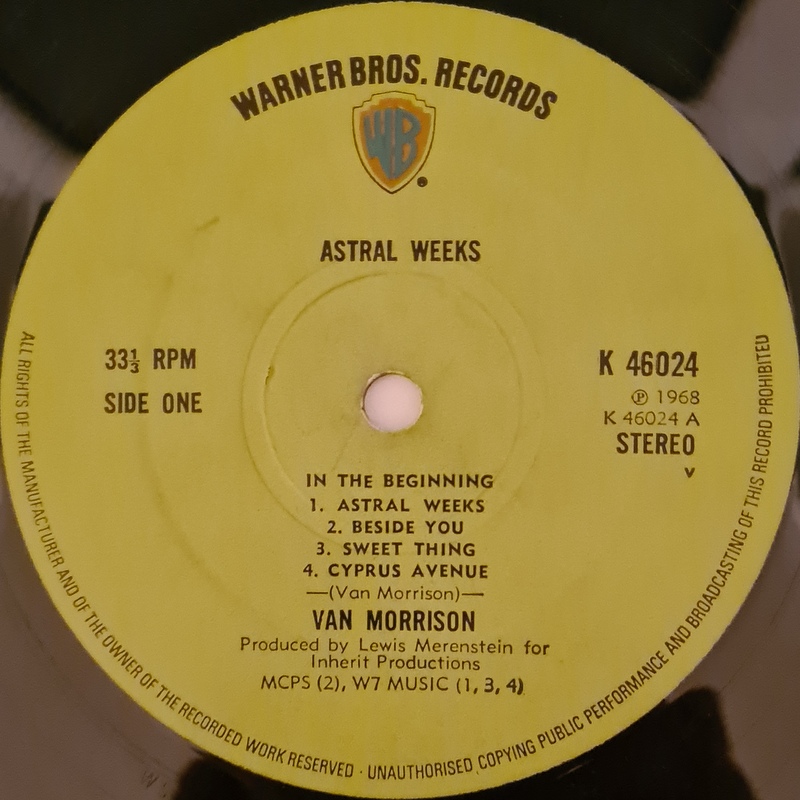 WARNER BROS. RECORDS
WB
ASTRAL WEEKS
33⅓ RPM
SIDE ONE
K 46024
℗ 1968
K 46024 A
STEREO
V
IN THE BEGINNING
1. ASTRAL WEEKS
2. BESIDE YOU
3. SWEET THING
4. CYPRUS AVENUE
—(Van Morrison)—
VAN MORRISON
Produced by Lewis Merenstein for
Inherit Productions
MCPS (2), W7 MUSIC (1, 3, 4)
ALL RIGHTS OF THE MANUFACTURER AND OF THE OWNER OF THE RECORDED WORK RESERVED · UNAUTHORISED COPYING PUBLIC PERFORMANCE AND BROADCASTING OF THIS RECORD PROHIBITED